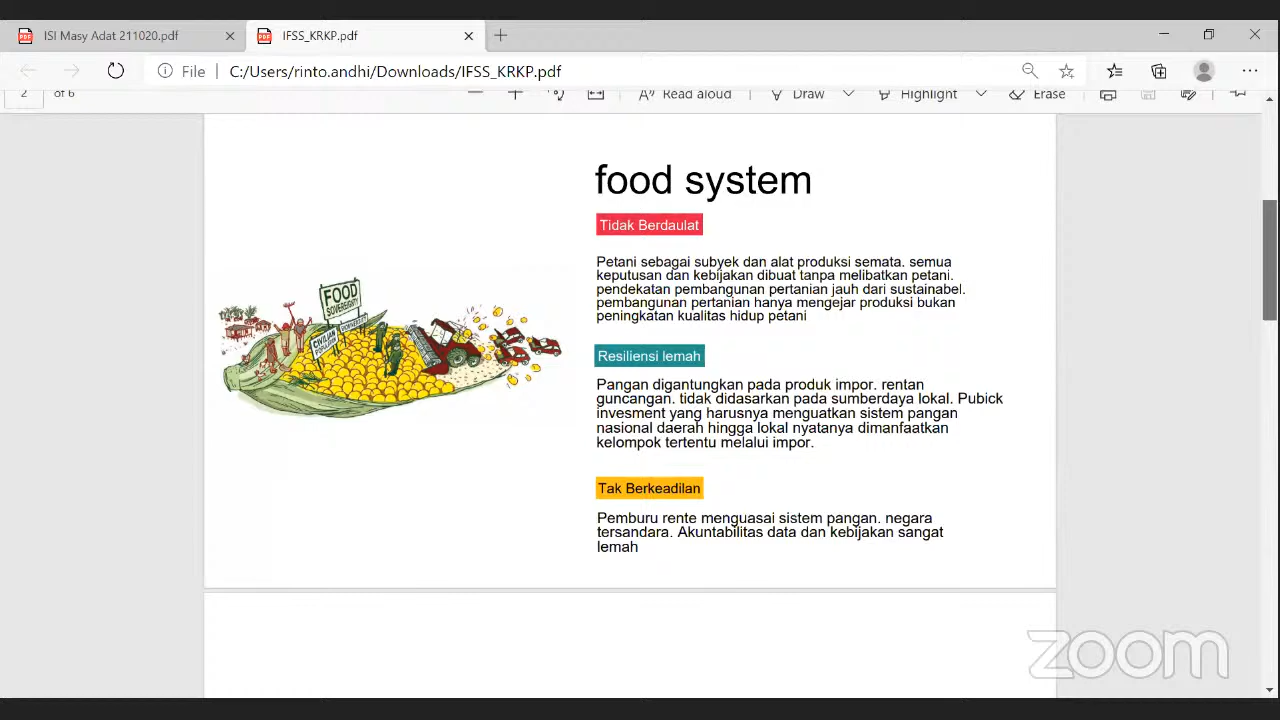 ISI Masy Adat 211020.pdf
IFSS_KRKP.pdf
File
C:/Users/rinto.andhi/Downloads/IFSS_KRKP.pdf
2 of 6
Read aloud
Draw
Highlight
Erase
food system
Tidak Berdaulat
Petani sebagai subyek dan alat produksi semata. semua
keputusan dan kebijakan dibuat tanpa melibatkan petani.
pendekatan pembangunan pertanian jauh dari sustainabel.
pembangunan pertanian hanya mengejar produksi bukan
peningkatan kualitas hidup petani
FOOD
SOVEREIGNTY
CIVILIAN
Resiliensi lemah
Pangan digantungkan pada produk impor. rentan
guncangan. tidak didasarkan pada sumberdaya lokal. Pubick
invesment yang harusnya menguatkan sistem pangan
nasional daerah hingga lokal nyatanya dimanfaatkan
kelompok tertentu melalui impor.
Tak Berkeadilan
Pemburu rente menguasai sistem pangan. negara
tersandara. Akuntabilitas data dan kebijakan sangat
lemah
zoom